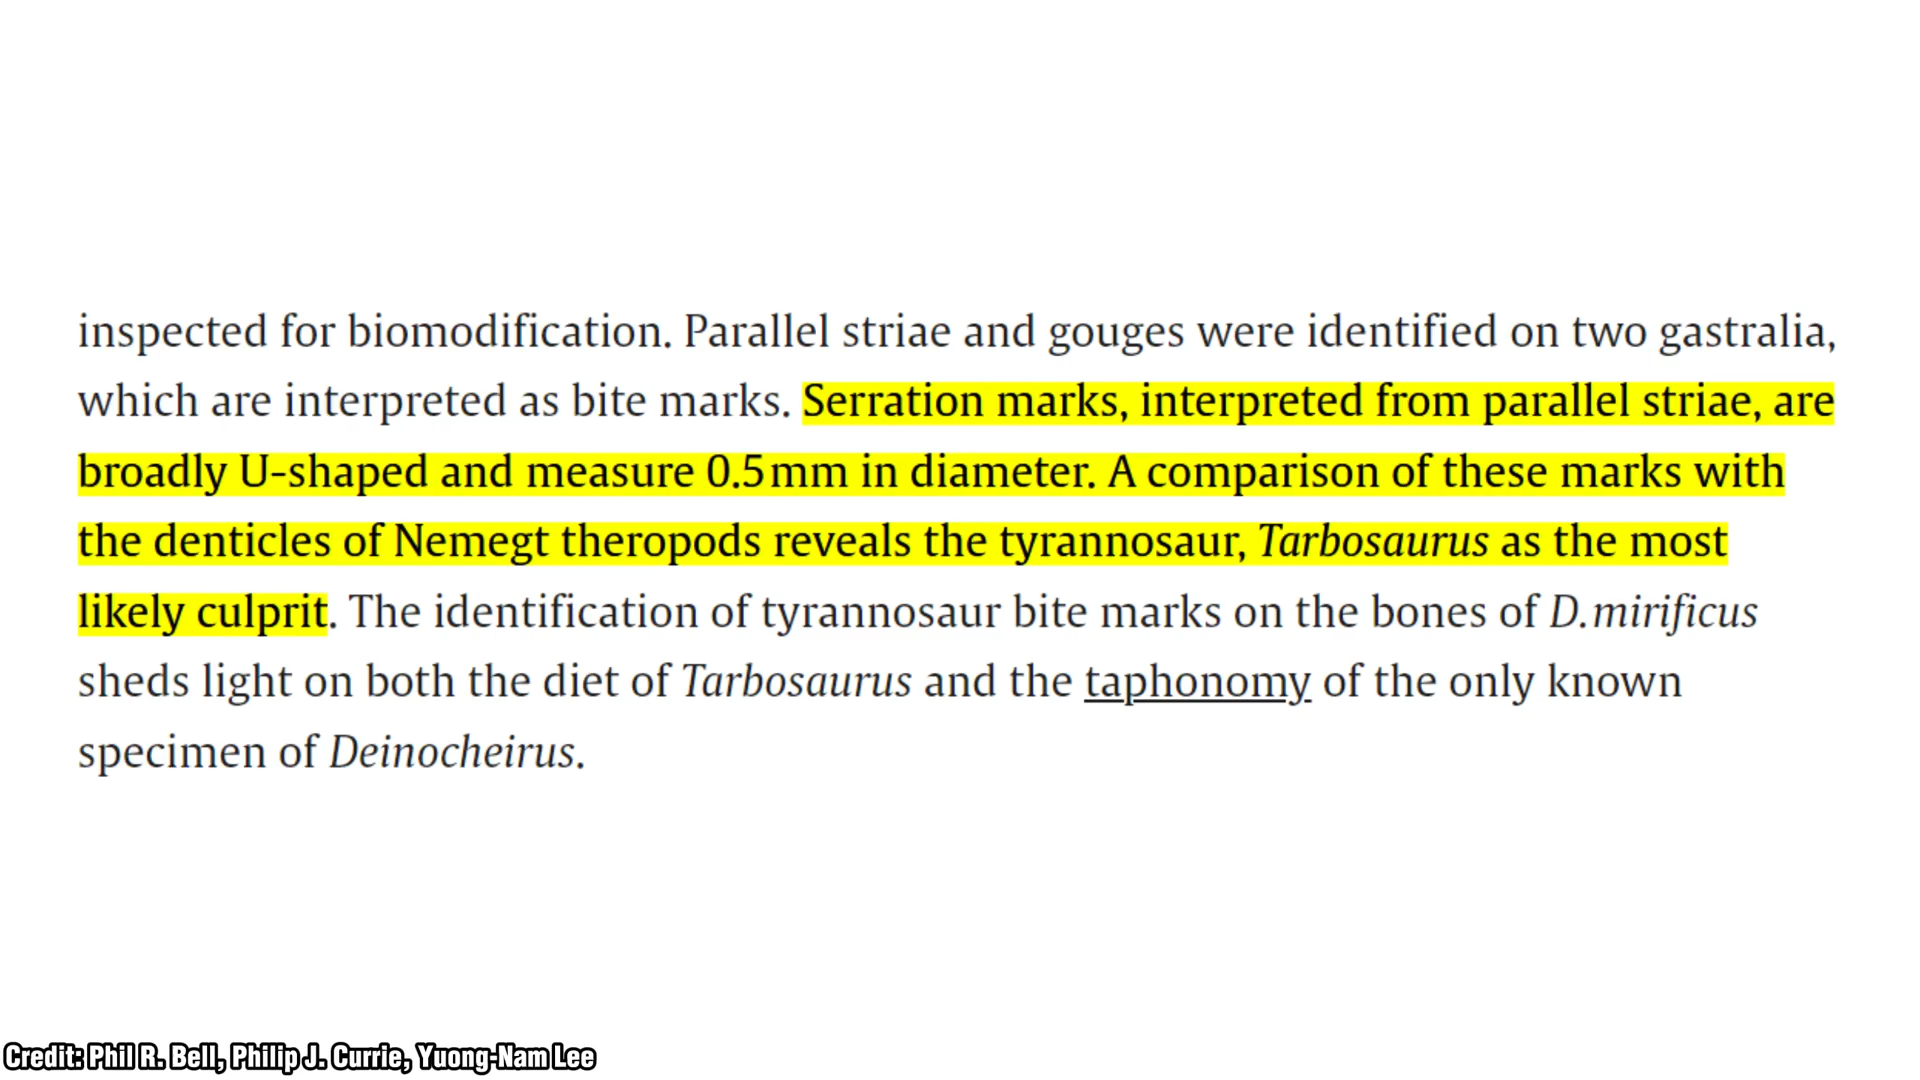 inspected for biomodification. Parallel striae and gouges were identified on two gastralia,
which are interpreted as bite marks. Serration marks, interpreted from parallel striae, are
broadly U-shaped and measure 0.5 mm in diameter. A comparison of these marks with
the denticles of Nemegt theropods reveals the tyrannosaur, Tarbosaurus as the most
likely culprit. The identification of tyrannosaur bite marks on the bones of D. mirificus
sheds light on both the diet of Tarbosaurus and the taphonomy of the only known
specimen of Deinocheirus.
Credit: Phil R. Bell, Philip J. Currie, Yuong-Nam Lee